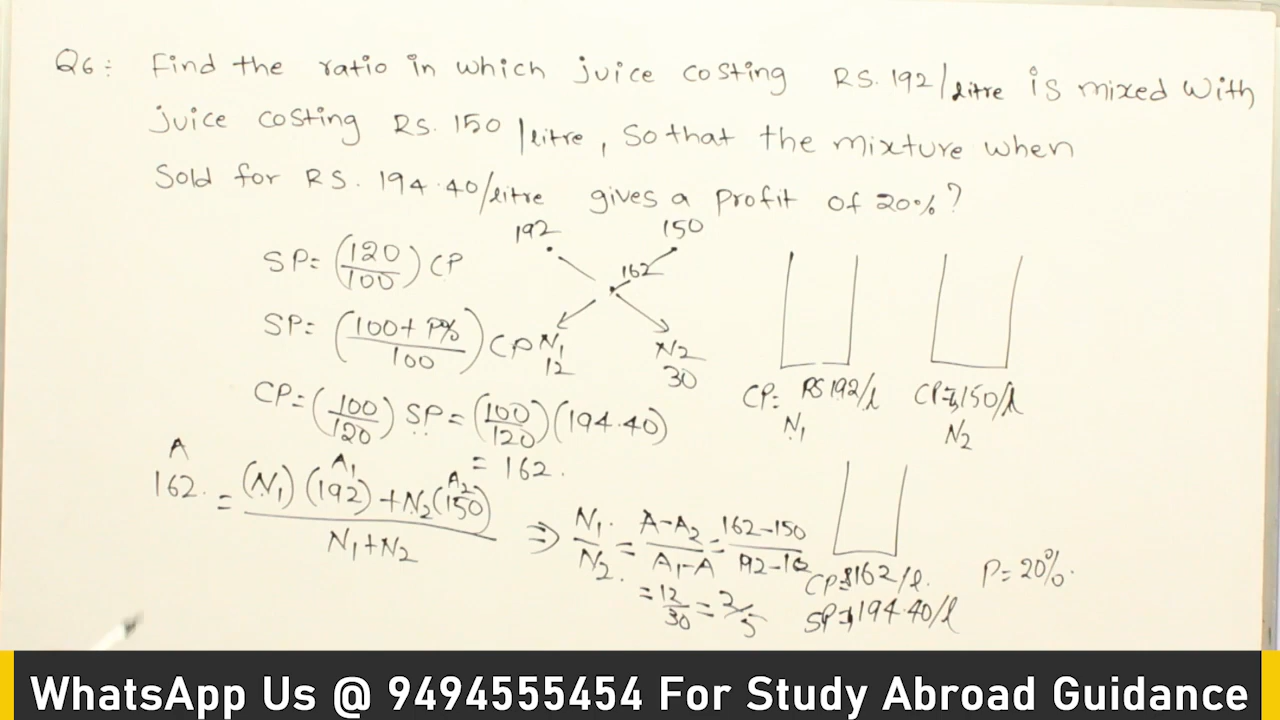 Q6: Find the ratio in which juice costing RS. 192/litre is mixed with
juice costing Rs. 150/litre, so that the mixture when
sold for RS. 194.40/litre gives a profit of 20%?
SP = (120/100) CP
SP = (100 + P%/100) CP
CP = (100/120) SP = (100/120)(194.40)
= 162.
192 150
162
N1 N2
12 30
CP = RS 192/l CP = 150/l
N1 N2
A A1 A2
162. = (N1)(192) + N2(150)
N1 + N2
⇒ N1/N2 = A-A2/A1-A = 162-150/
= 12/30 = 2/5
CP = 162/l. P = 20%.
SP = 194.40/l
WhatsApp Us @ 9494555454 For Study Abroad Guidance